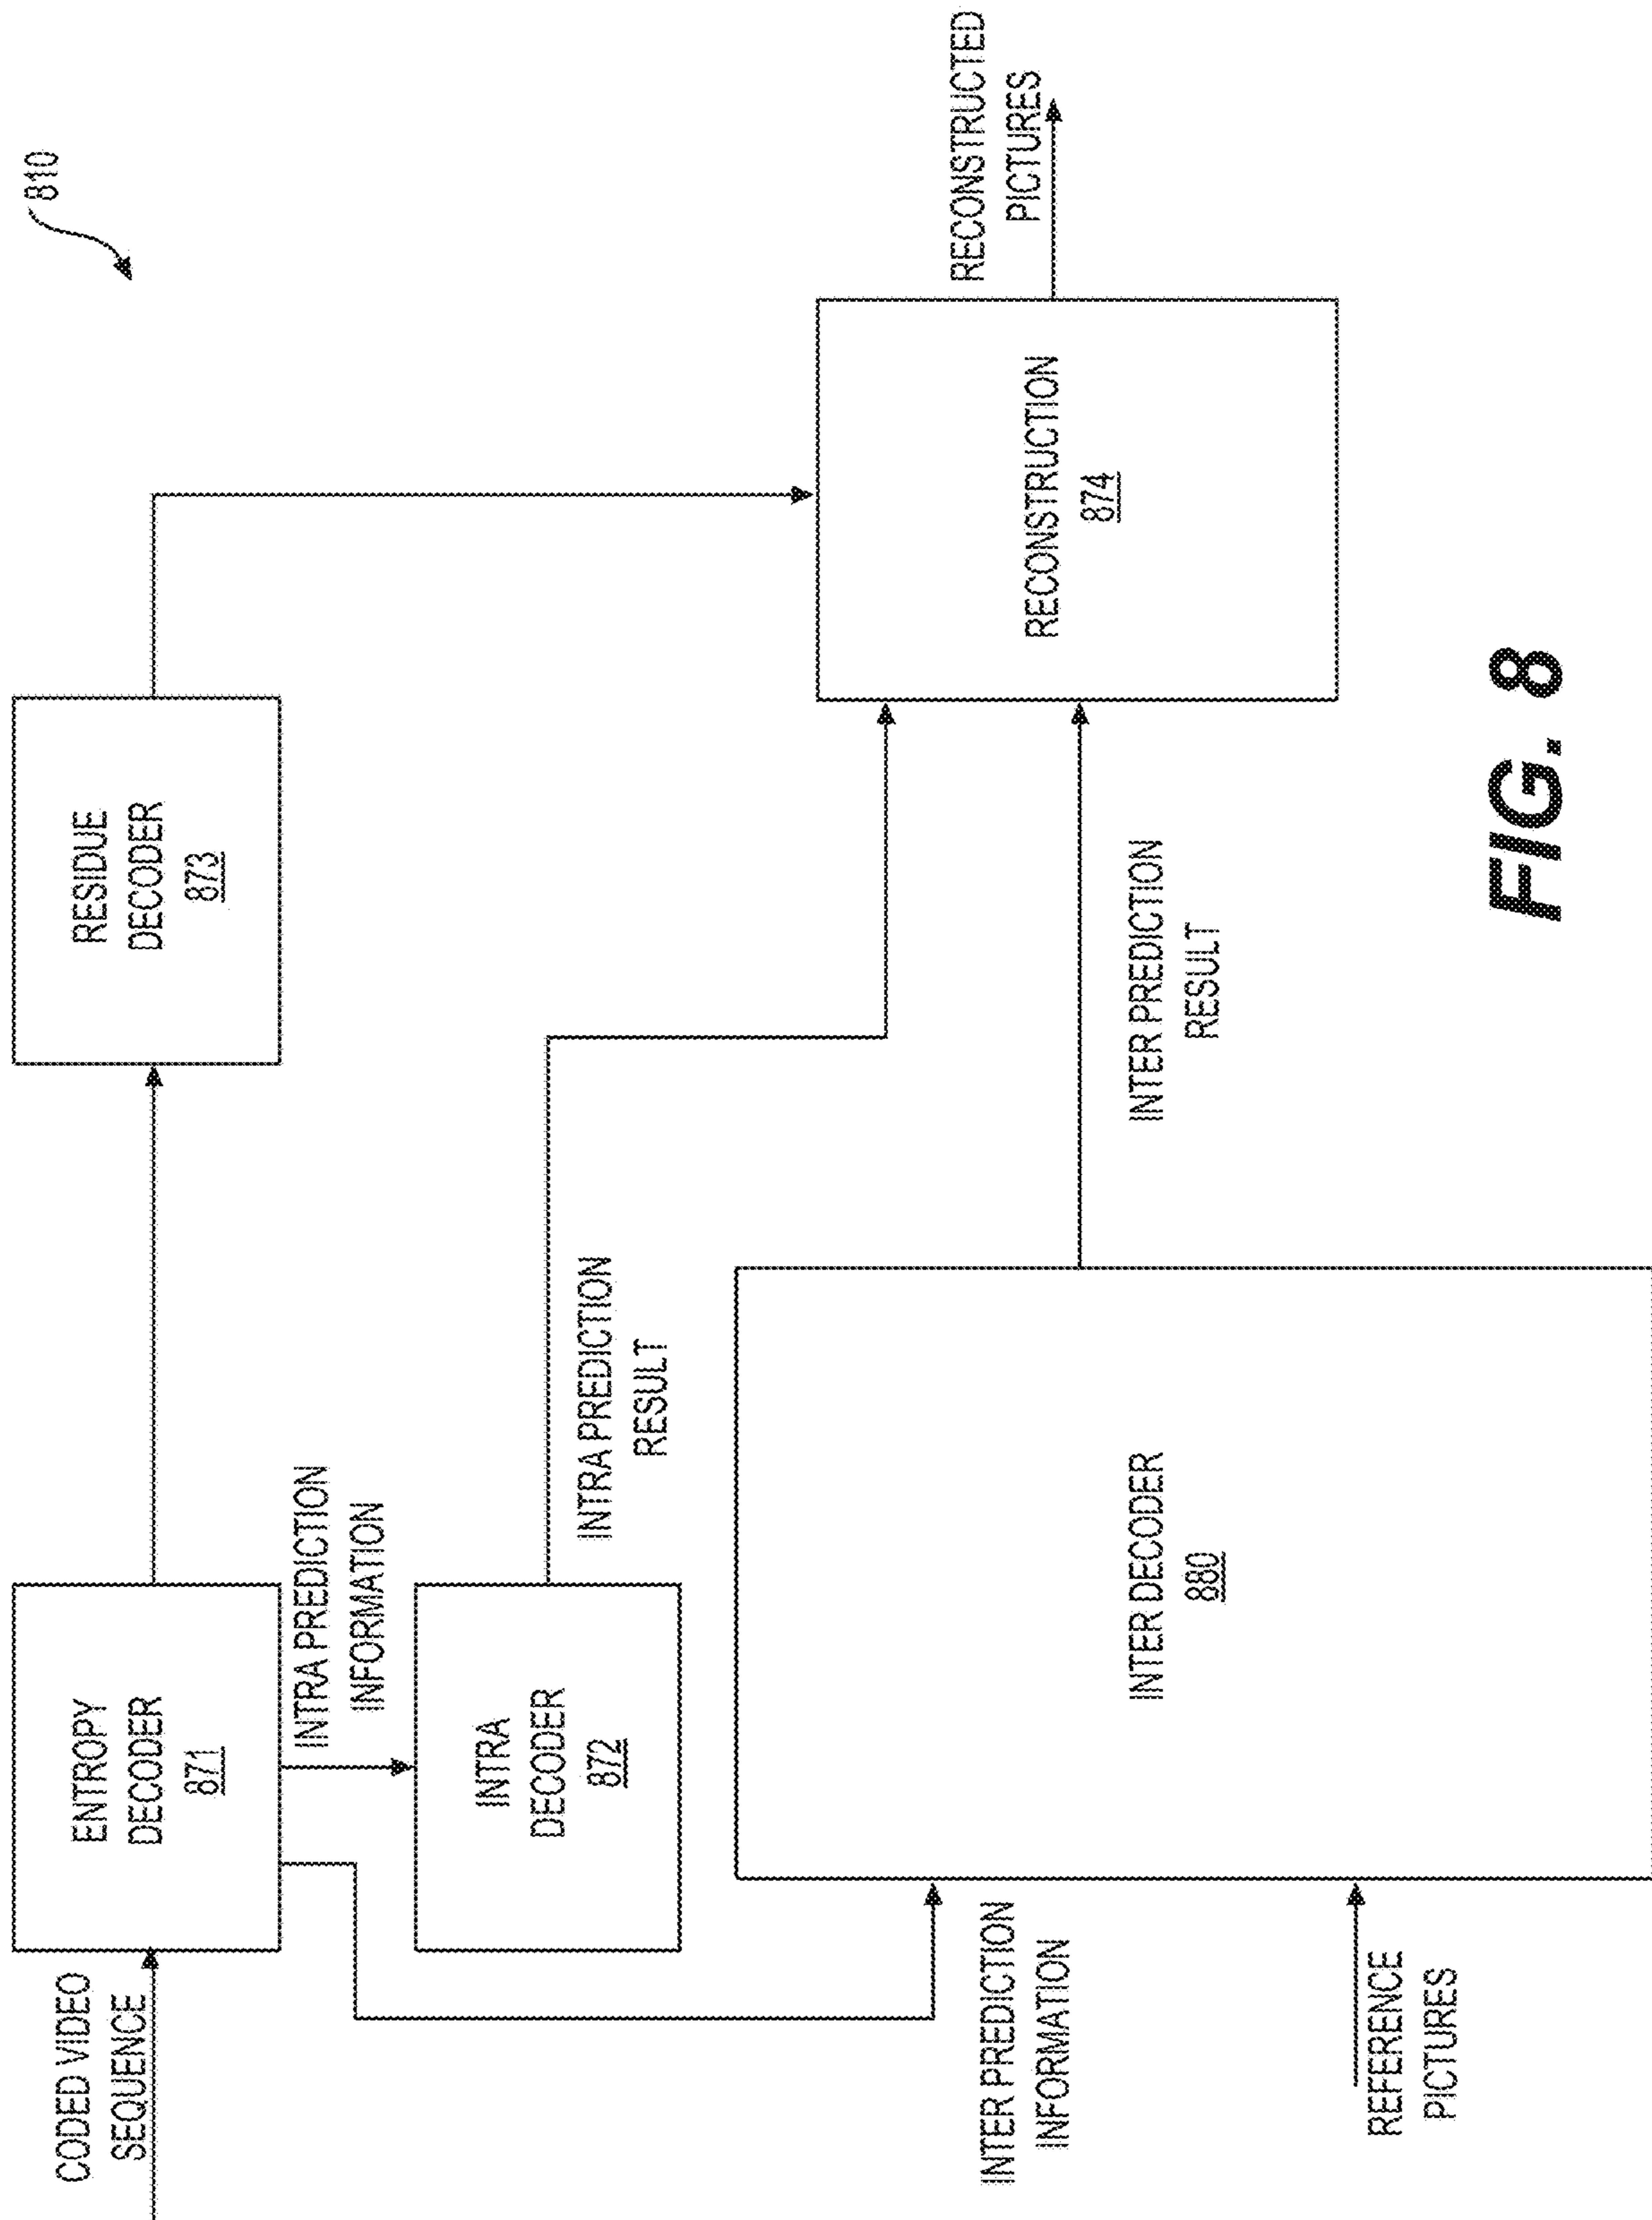 810
CODED VIDEO
SEQUENCE
ENTROPY
DECODER
871
RESIDUE
DECODER
873
INTRA PREDICTION
INFORMATION
INTRA
DECODER
872
INTRA PREDICTION
RESULT
RECONSTRUCTED
PICTURES
RECONSTRUCTION
874
INTER PREDICTION
INFORMATION
INTER DECODER
880
INTER PREDICTION
RESULT
REFERENCE
PICTURES
FIG. 8